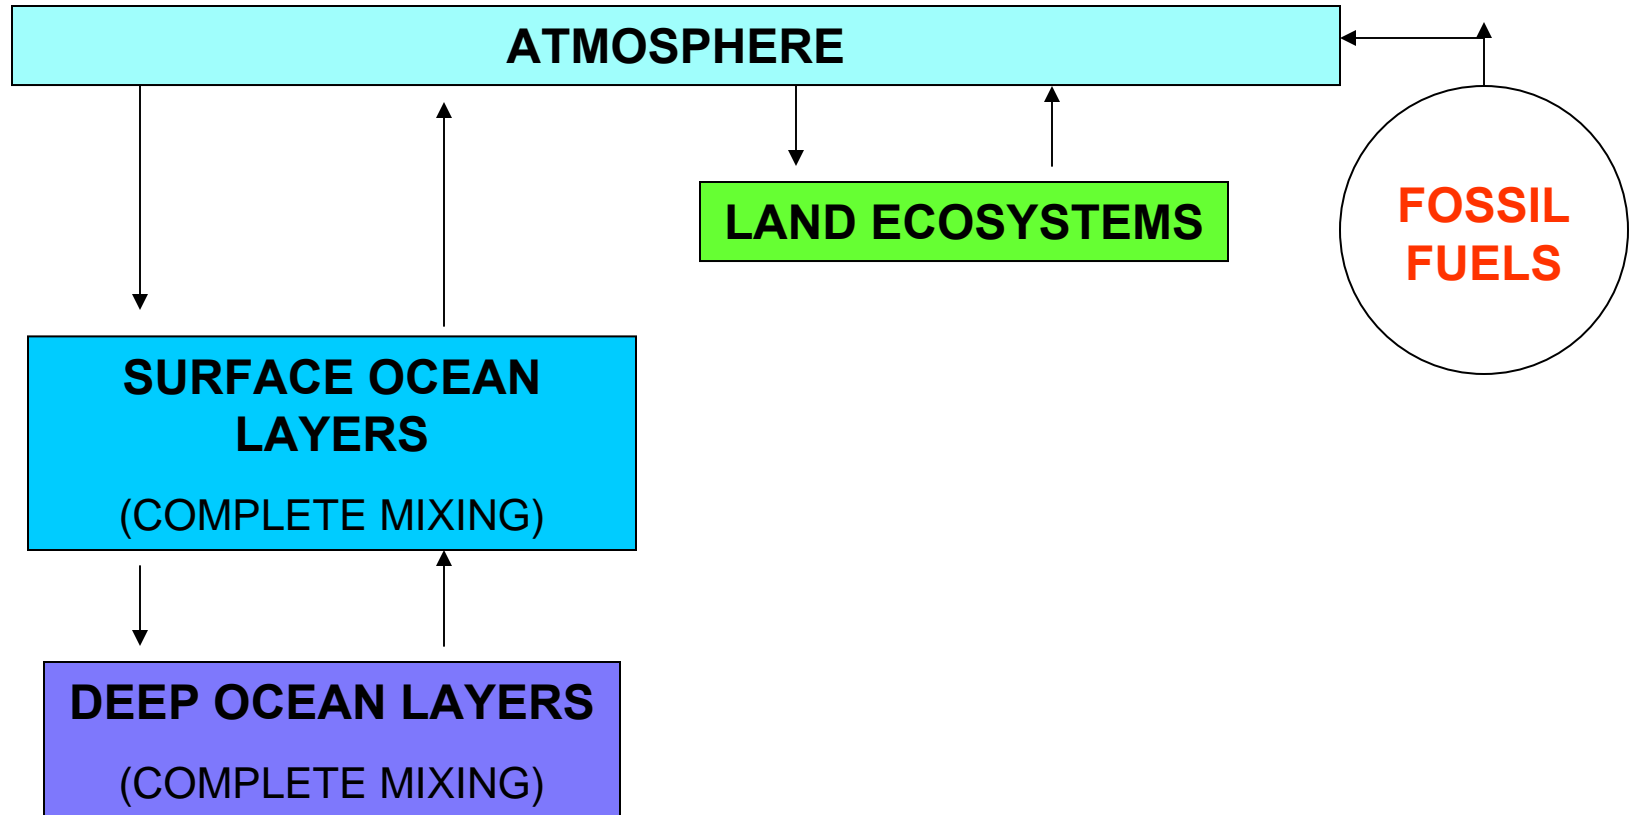 ATMOSPHERE
LAND ECOSYSTEMS
FOSSIL
FUELS
SURFACE OCEAN
LAYERS
(COMPLETE MIXING)
DEEP OCEAN LAYERS
(COMPLETE MIXING)